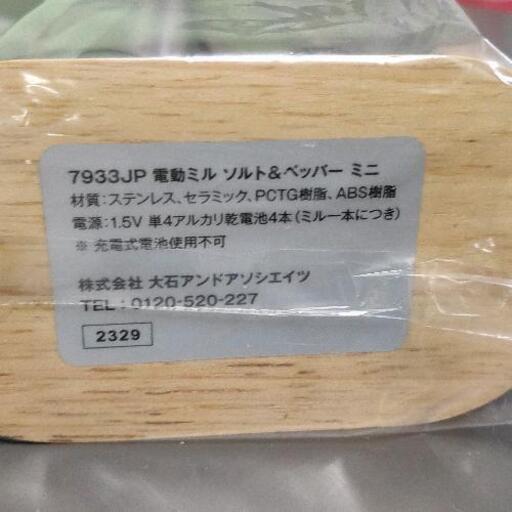 7933JP 電動ミル ソルト&ペッパー ミニ
材質:ステンレス、セラミック、PCTG樹脂、ABS樹脂
電源:1.5V 単4アルカリ乾電池4本(ミル一本につき)
※ 充電式電池使用不可
株式会社 大石アンドアソシエイツ
TEL:0120-520-227
2329